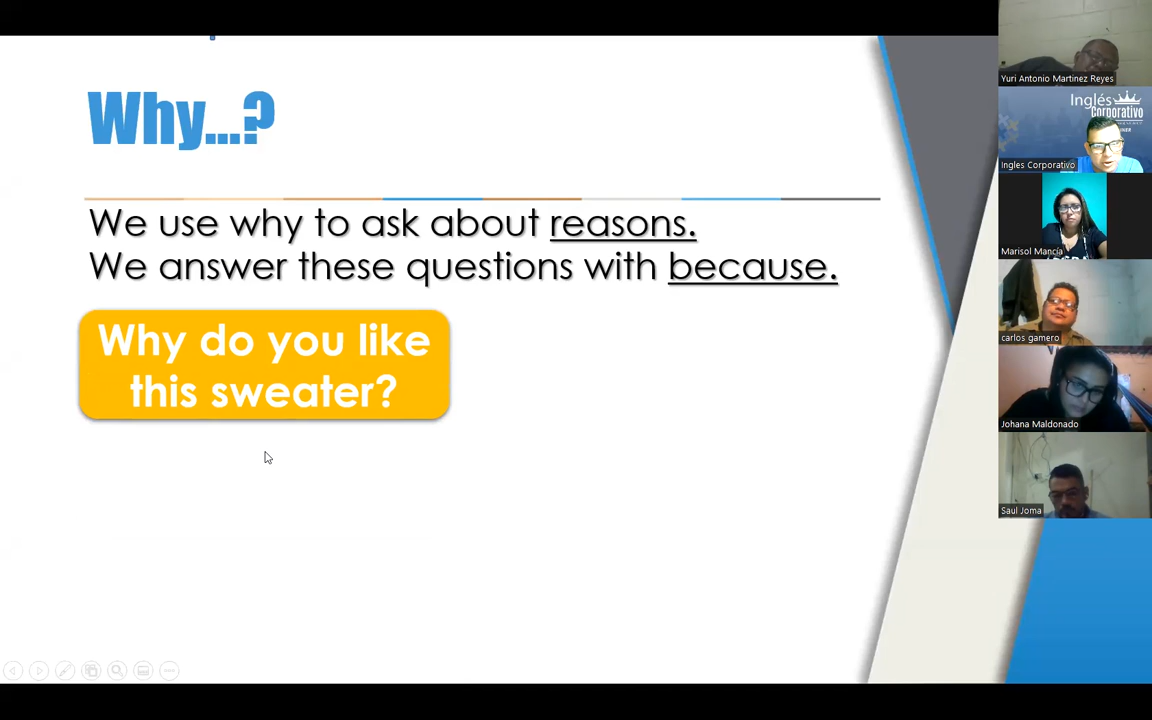 Why...?
We use why to ask about reasons.
We answer these questions with because.
Why do you like
this sweater?
Yuri Antonio Martinez Reyes
Inglés
Corporativo
Ingles Corporativo
Marisol Mancía
carlos gamero
Johana Maldonado
Saul Joma